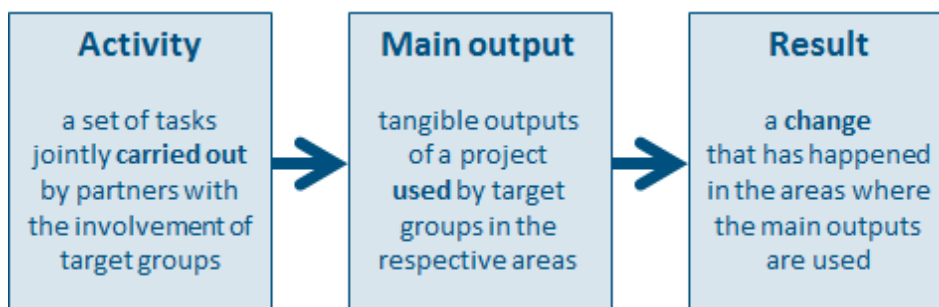 Activity
a set of tasks
jointly carried out
by partners with
the involvement of
target groups
Main output
tangible outputs
of a project
used by target
groups in the
respective areas
Result
a change
that has happened
in the areas where
the main outputs
are used